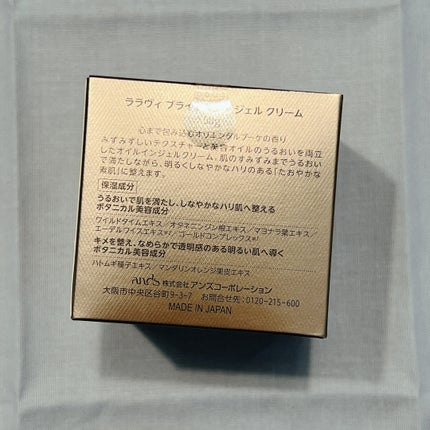 ララヴィ ブライ ジェル クリーム
50g
心まで包み込むオリエンタルブーケの香り
みずみずしいテクスチャーと美容オイルのうるおいを両立
したオイルインジェルクリーム。肌のすみずみまでうるおい
で満たしながら、明るくしなやかなハリのある「たおやかな
素肌」に整えます。
保湿成分
うるおいで肌を満たし、しなやかなハリ肌へ整える
ボタニカル美容成分
ワイルドタイムエキス/オタネニンジン根エキス/マヨラナ葉エキス/
エーデルワイスエキス*/ゴールドコンプレックス*
キメを整え、なめらかで透明感のある明るい肌へ導く
ボタニカル美容成分
ハトムギ種子エキス/マンダリンオレンジ果皮エキス
ands 株式会社 アンズコーポレーション
大阪市中央区谷町9-3-7 お問合せ先:0120-215-600
MADE IN JAPAN